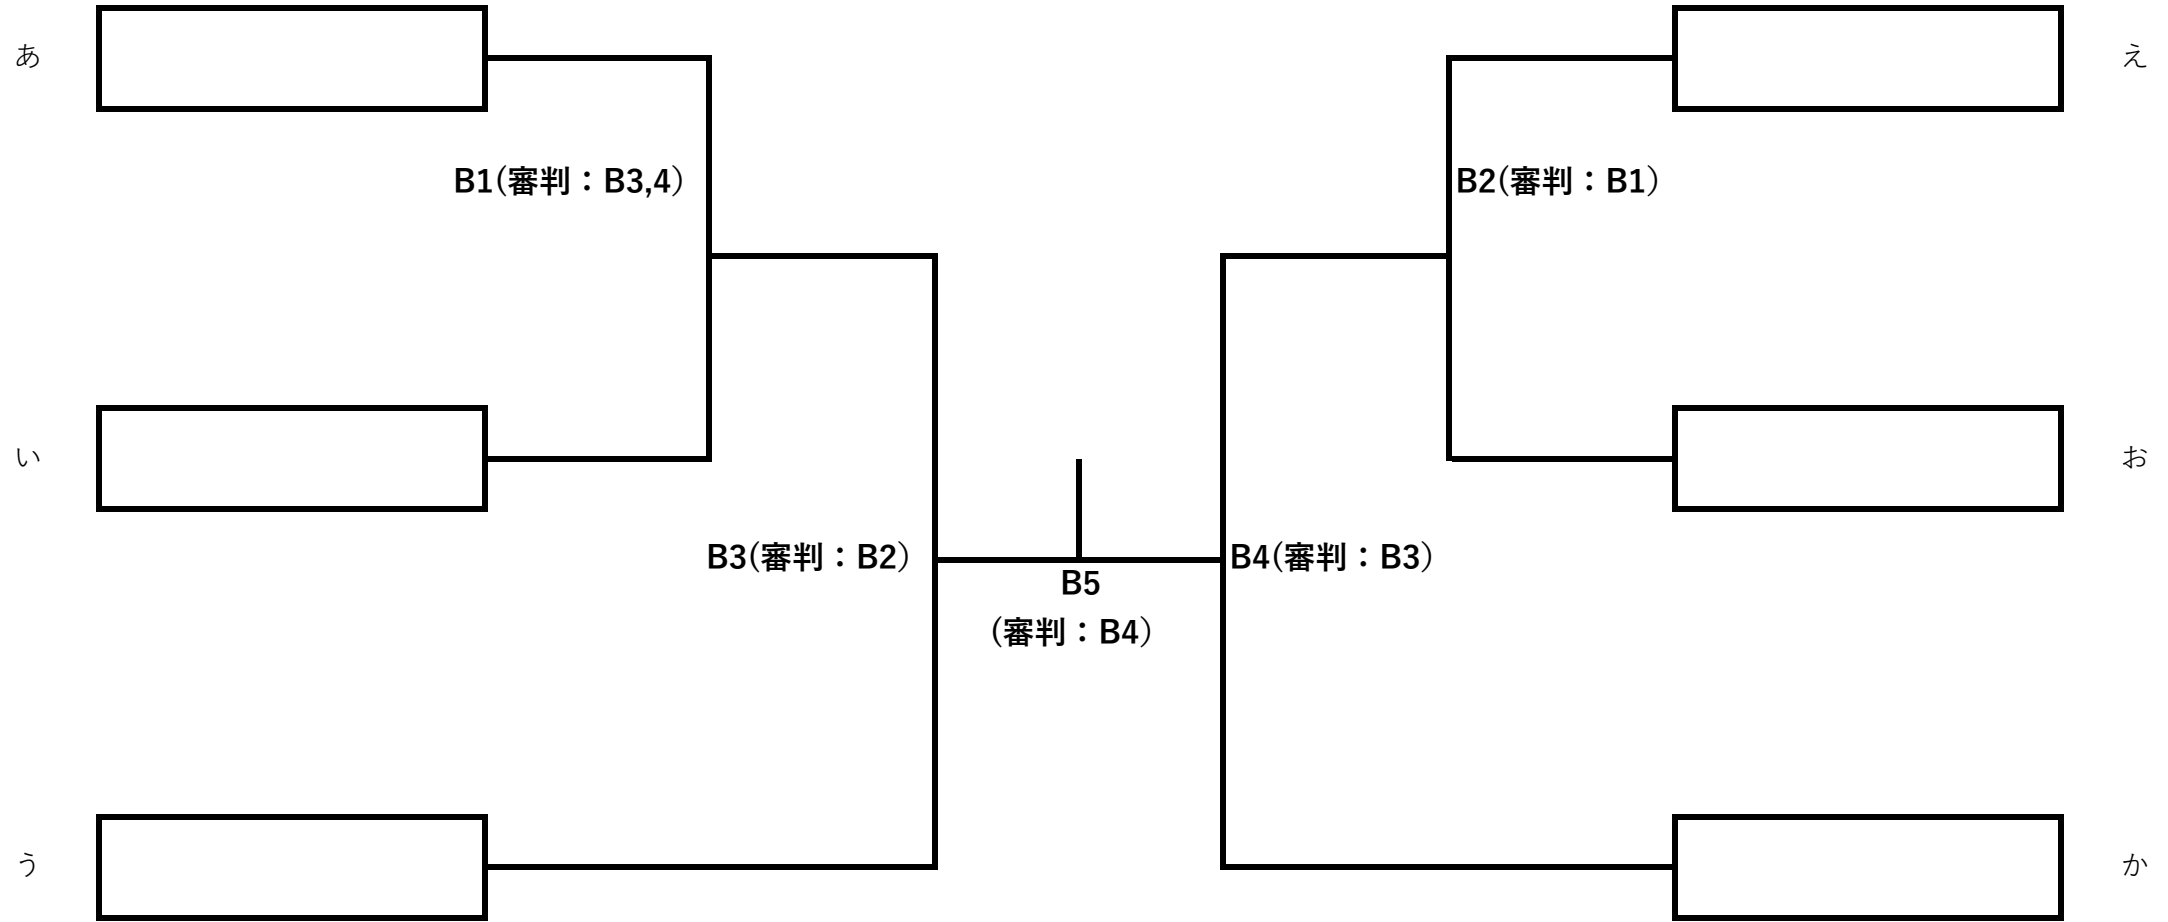 あ
え
B1(審判：B3,4)
B2(審判：B1)
い
お
B3(審判：B2)
B4(審判：B3)
B5
(審判：B4)
う
か